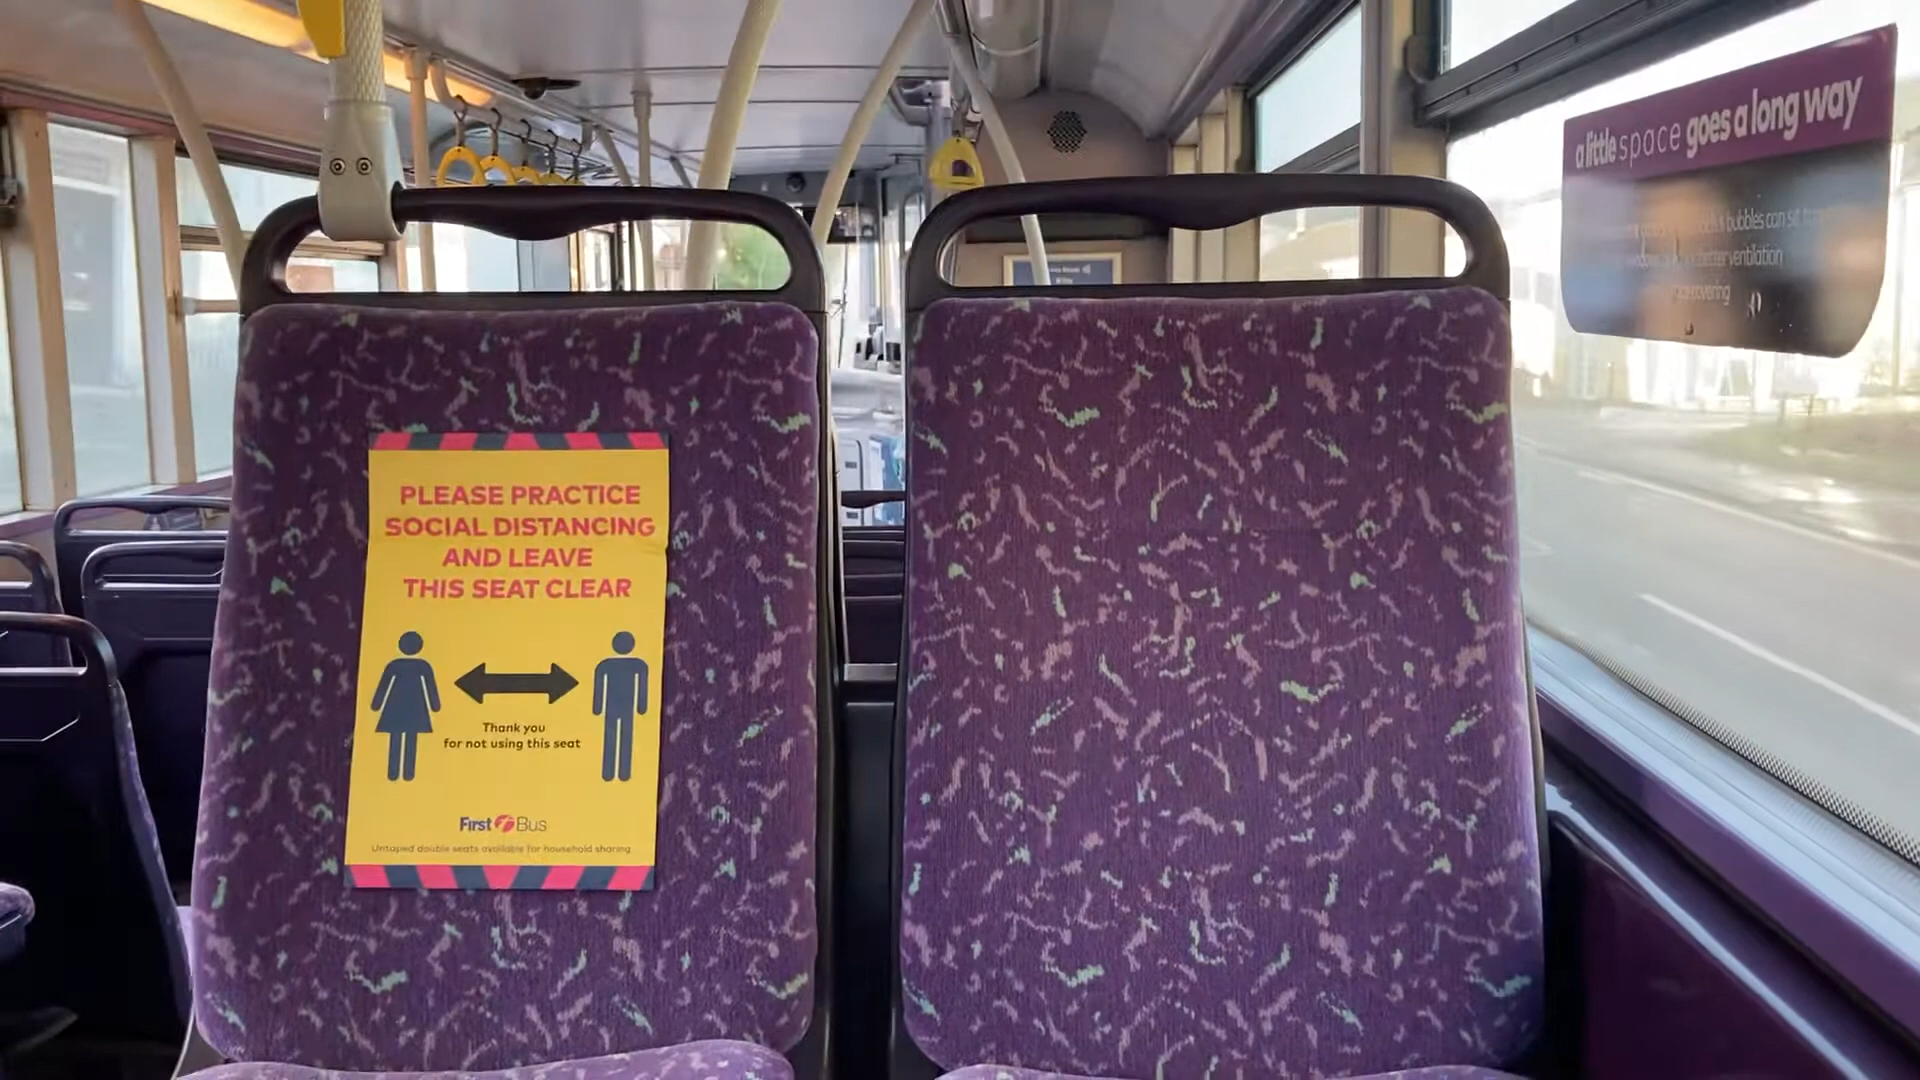 a little space goes a long way
bubbles can sit
ventilation
covering
PLEASE PRACTICE
SOCIAL DISTANCING
AND LEAVE
THIS SEAT CLEAR
Thank you
for not using this seat
First Bus
Untaped double seats available for household sharing